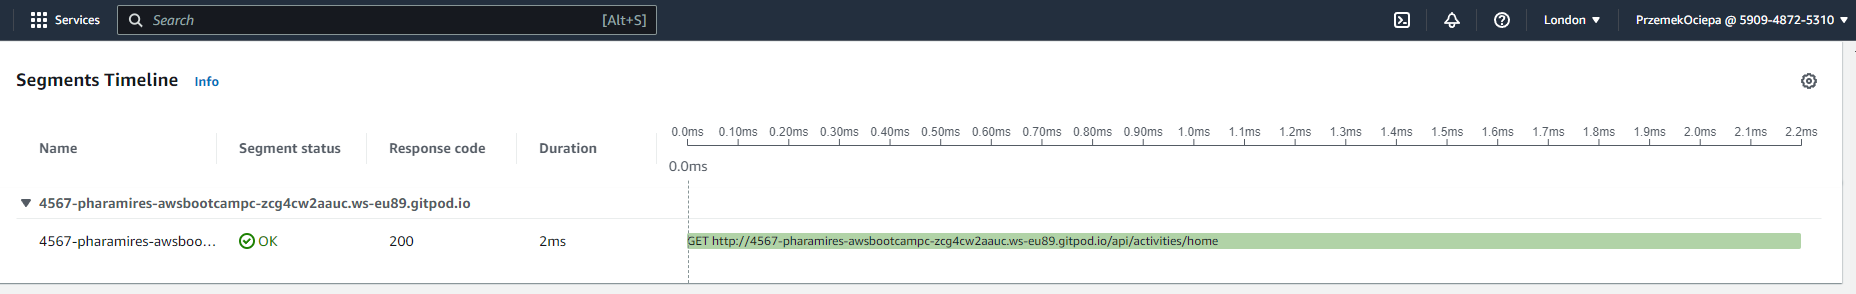 Services Search [Alt+S] London PrzemekOciepa @ 5909-4872-5310
Segments Timeline Info
0.0ms 0.10ms 0.20ms 0.30ms 0.40ms 0.50ms 0.60ms 0.70ms 0.80ms 0.90ms 1.0ms 1.1ms 1.2ms 1.3ms 1.4ms 1.5ms 1.6ms 1.7ms 1.8ms 1.9ms 2.0ms 2.1ms 2.2ms
Name Segment status Response code Duration
0.0ms
4567-pharamires-awsbootcampc-zcg4cw2aauc.ws-eu89.gitpod.io
4567-pharamires-awsboo... OK 200 2ms GET http://4567-pharamires-awsbootcampc-zcg4cw2aauc.ws-eu89.gitpod.io/api/activities/home